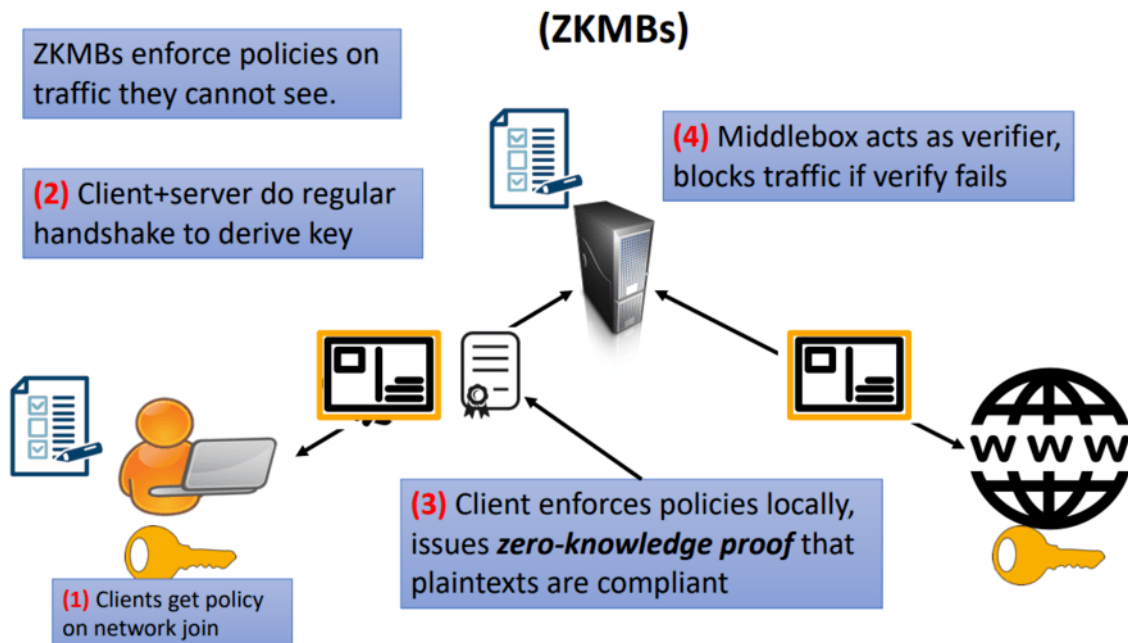 (ZKMBs)
ZKMBs enforce policies on
traffic they cannot see.
(4) Middlebox acts as verifier,
blocks traffic if verify fails
(2) Client+server do regular
handshake to derive key
W W W
(3) Client enforces policies locally,
issues zero-knowledge proof that
plaintexts are compliant
(1) Clients get policy
on network join